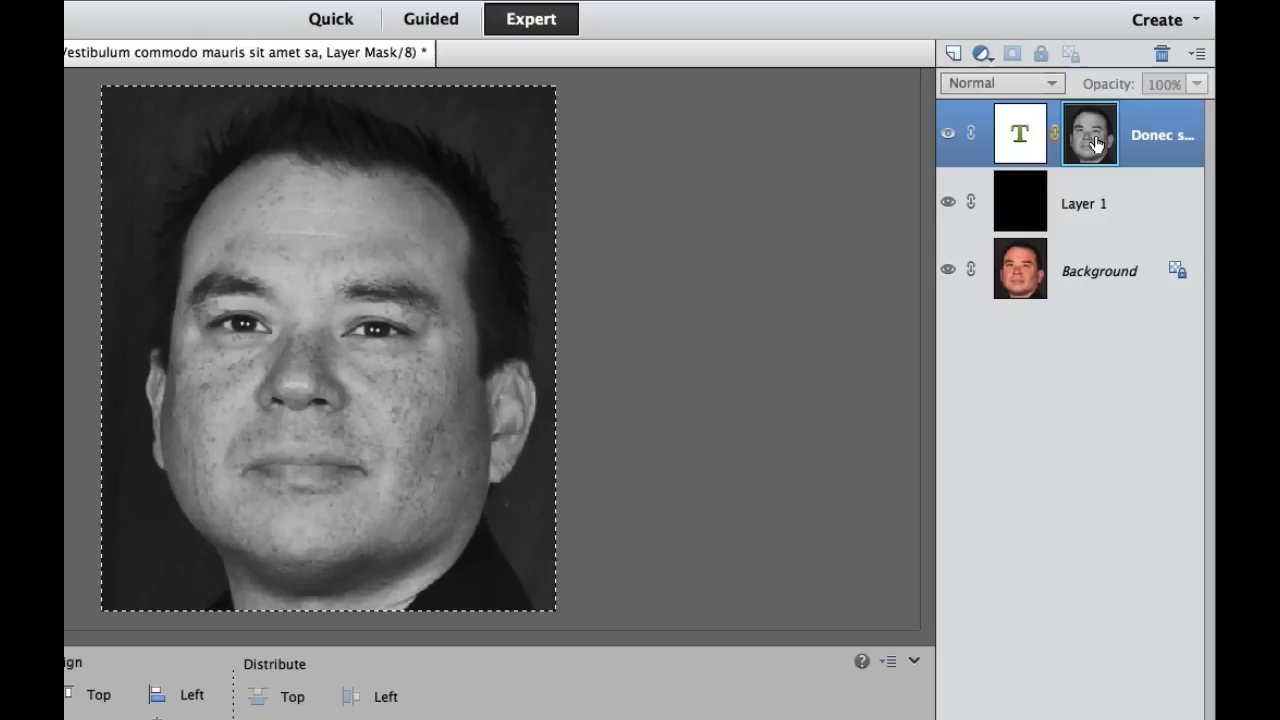 Quick
Guided
Expert
Create
Vestibulum commodo mauris sit amet sa, Layer Mask/8) *
Normal
Opacity:
100%
T
Donec s...
Layer 1
Background
ign
Distribute
Top
Left
Top
Left